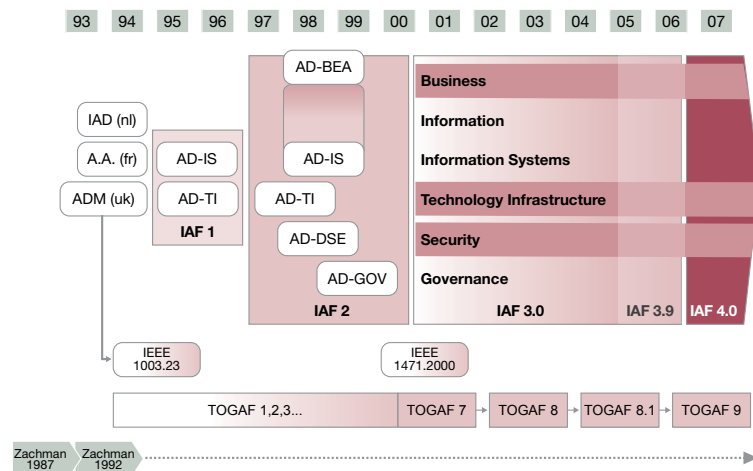 93 94 95 96 97 98 99 00 01 02 03 04 05 06 07
AD-BEA
Business
IAD (nl)
Information
A.A. (fr)
AD-IS
AD-IS
Information Systems
ADM (uk)
AD-TI
AD-TI
Technology Infrastructure
IAF 1
AD-DSE
Security
AD-GOV
Governance
IAF 2
IAF 3.0
IAF 3.9
IAF 4.0
IEEE
1003.23
IEEE
1471.2000
TOGAF 1,2,3...
TOGAF 7
TOGAF 8
TOGAF 8.1
TOGAF 9
Zachman
1987
Zachman
1992